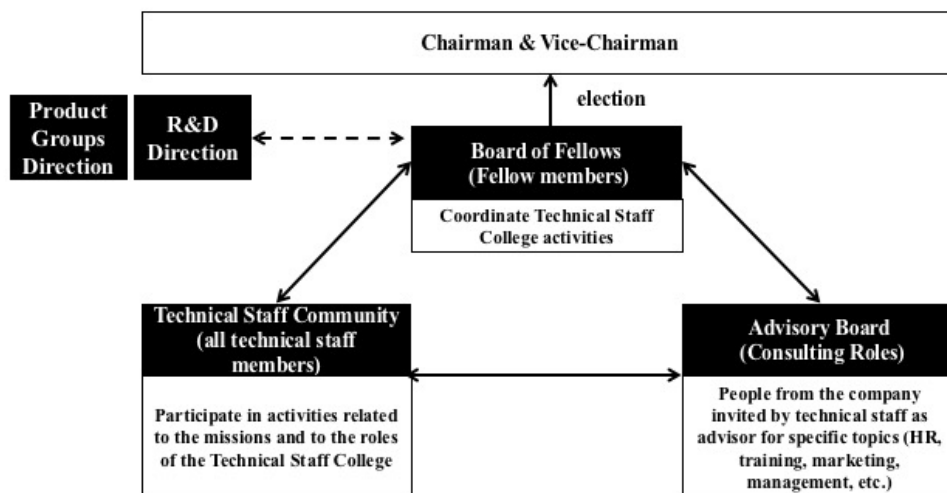 Chairman & Vice-Chairman
election
Product
Groups
Direction
R&D
Direction
Board of Fellows
(Fellow members)
Coordinate Technical Staff
College activities
Technical Staff Community
(all technical staff
members)
Participate in activities related
to the missions and to the roles
of the Technical Staff College
Advisory Board
(Consulting Roles)
People from the company
invited by technical staff as
advisor for specific topics (HR,
training, marketing,
management, etc.)